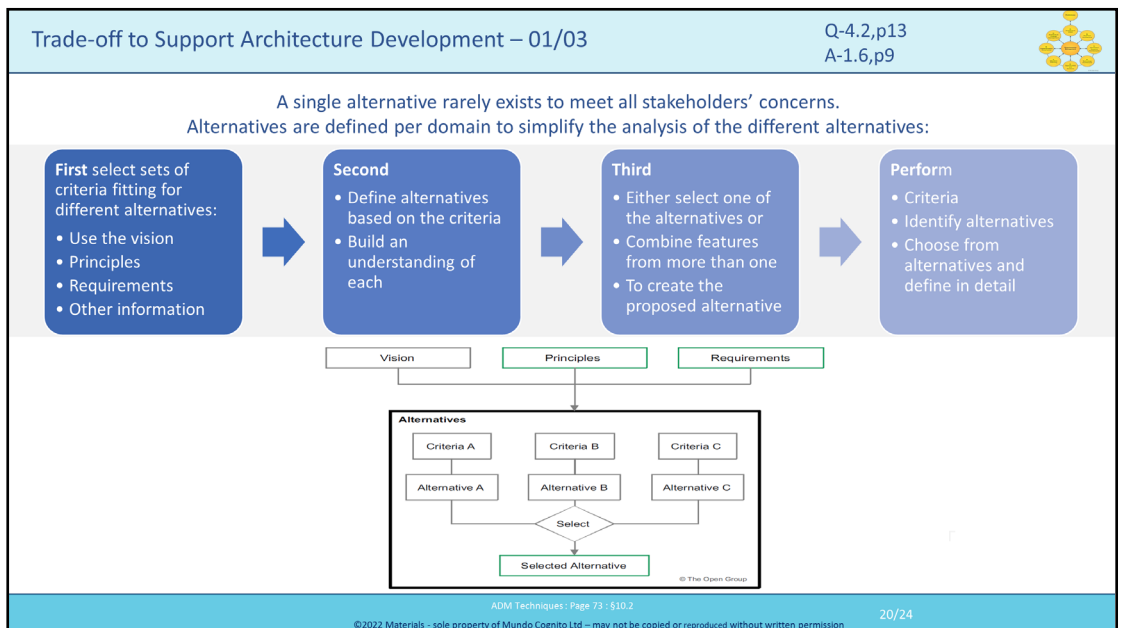 Trade-off to Support Architecture Development – 01/03
Q-4.2,p13
A-1.6,p9
A single alternative rarely exists to meet all stakeholders’ concerns.
Alternatives are defined per domain to simplify the analysis of the different alternatives:
First select sets of
criteria fitting for
different alternatives:
• Use the vision
• Principles
• Requirements
• Other information
Second
• Define alternatives
based on the criteria
• Build an
understanding of
each
Third
• Either select one of
the alternatives or
• Combine features
from more than one
• To create the
proposed alternative
Perform
• Criteria
• Identify alternatives
• Choose from
alternatives and
define in detail
Vision
Principles
Requirements
Alternatives
Criteria A
Criteria B
Criteria C
Alternative A
Alternative B
Alternative C
Select
Selected Alternative
© The Open Group
ADM Techniques: Page 73 : §10.2
20/24
©2022 Materials - sole property of Mundo Cognito Ltd – may not be copied or reproduced without written permission